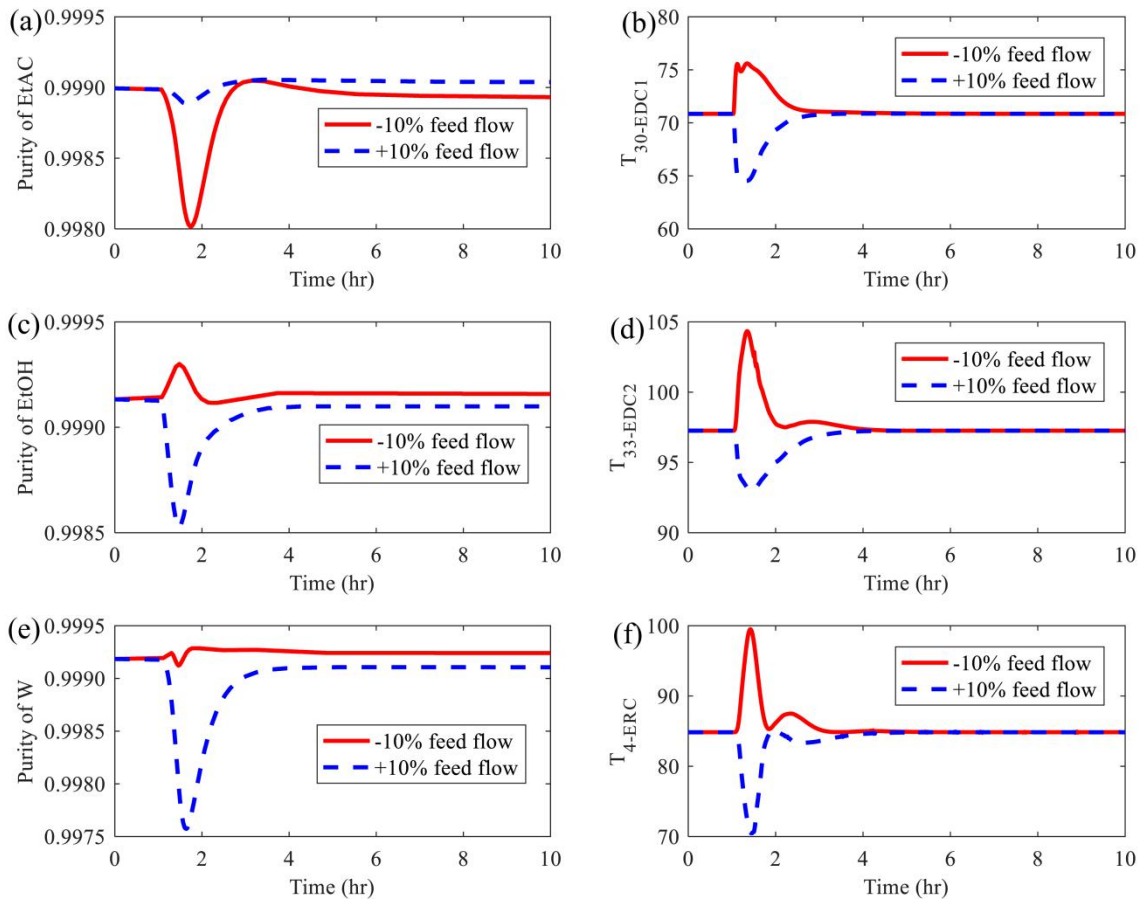 (a)
0.9995
0.9990
0.9985
0.9980
Purity of EtAC
-10% feed flow
+10% feed flow
0 2 4 6 8 10
Time (hr)
(b)
80
75
70
65
60
T30-EDC1
-10% feed flow
+10% feed flow
0 2 4 6 8 10
Time (hr)
(c)
0.9995
0.9990
0.9985
Purity of EtOH
-10% feed flow
+10% feed flow
0 2 4 6 8 10
Time (hr)
(d)
105
100
95
90
T33-EDC2
-10% feed flow
+10% feed flow
0 2 4 6 8 10
Time (hr)
(e)
0.9995
0.9990
0.9985
0.9980
0.9975
Purity of W
-10% feed flow
+10% feed flow
0 2 4 6 8 10
Time (hr)
(f)
100
90
80
70
T4-ERC
-10% feed flow
+10% feed flow
0 2 4 6 8 10
Time (hr)